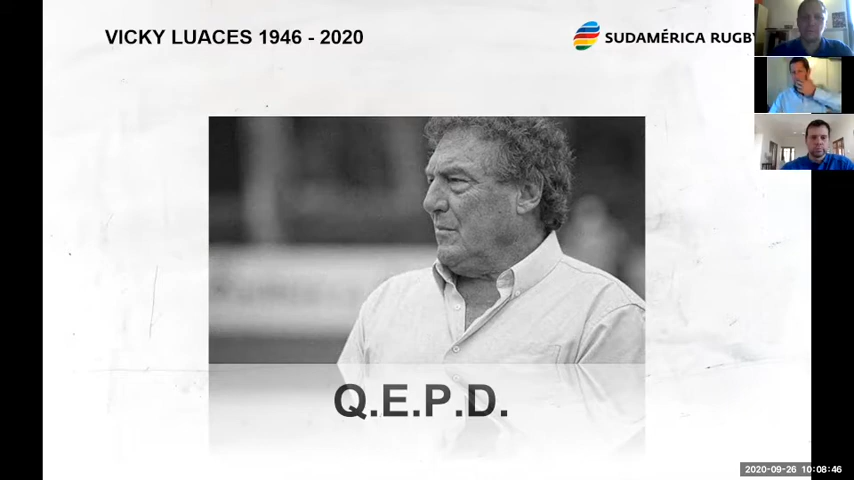 VICKY LUACES 1946 - 2020
SUDAMÉRICA RUGBY
Q.E.P.D.
2020-09-26 10:08:46